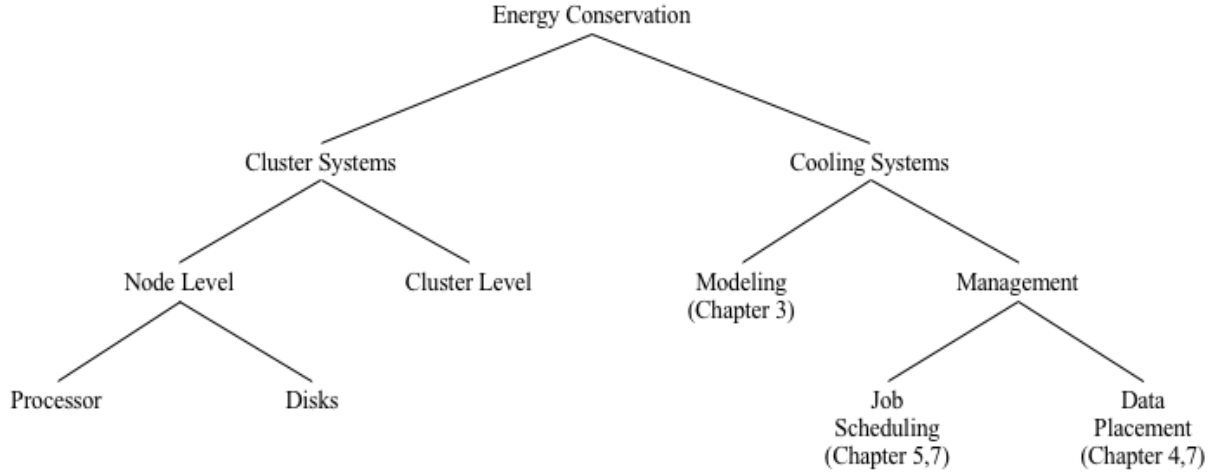 Energy Conservation
Cluster Systems
Cooling Systems
Node Level
Cluster Level
Modeling
(Chapter 3)
Management
Processor
Disks
Job
Scheduling
(Chapter 5,7)
Data
Placement
(Chapter 4,7)